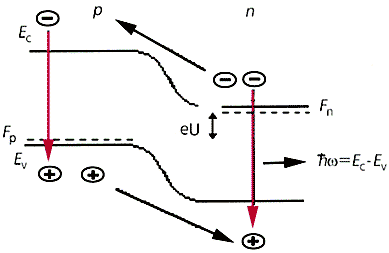 p n
E_c
F_n
F_p
eU
E_v
ħω=E_c-E_v